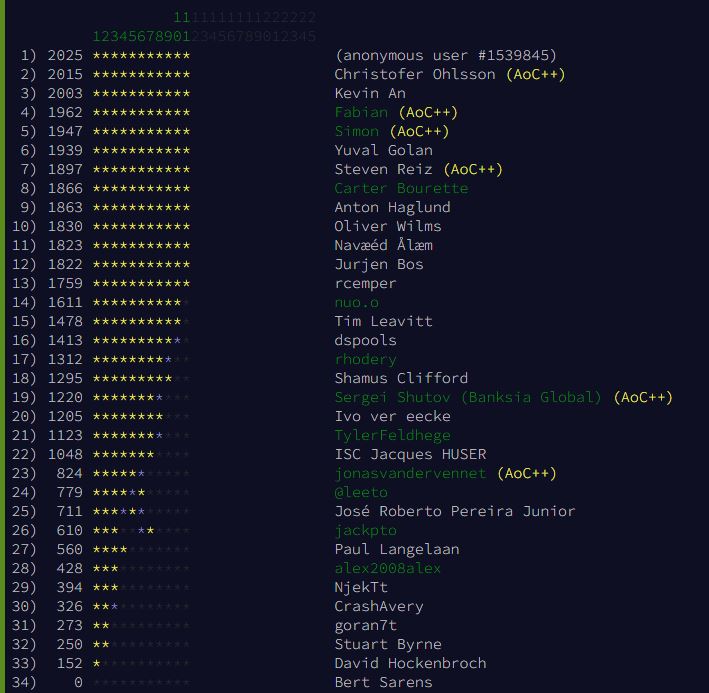 1111111111222222
1234567890123456789012345
1) 2025 *********** (anonymous user #1539845)
2) 2015 *********** Christofer Ohlsson (AoC++)
3) 2003 *********** Kevin An
4) 1962 *********** Fabian (AoC++)
5) 1947 *********** Simon (AoC++)
6) 1939 *********** Yuval Golan
7) 1897 *********** Steven Reiz (AoC++)
8) 1866 *********** Carter Bourette
9) 1863 *********** Anton Haglund
10) 1830 *********** Oliver Wilms
11) 1823 *********** Navæéd Ålæm
12) 1822 *********** Jurjen Bos
13) 1759 *********** rcemper
14) 1611 *********** nuo.o
15) 1478 *********** Tim Leavitt
16) 1413 *********** dspools
17) 1312 *********** rhodery
18) 1295 *********** Shamus Clifford
19) 1220 *********** Sergei Shutov (Banksia Global) (AoC++)
20) 1205 *********** Ivo ver eecke
21) 1123 *********** TylerFeldhege
22) 1048 *********** ISC Jacques HUSER
23) 824 *********** jonasvandervennet (AoC++)
24) 779 *********** @leeto
25) 711 *********** José Roberto Pereira Junior
26) 610 *********** jackpto
27) 560 *********** Paul Langelaan
28) 428 *********** alex2008alex
29) 394 *********** NjekTt
30) 326 *********** CrashAvery
31) 273 *********** goran7t
32) 250 *********** Stuart Byrne
33) 152 *********** David Hockenbroch
34) 0 *********** Bert Sarens